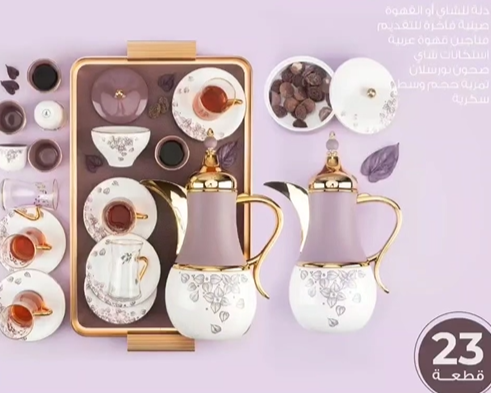 دلة للشاي أو القهوة
صينية فاخرة للتقديم
فناجين قهوة عربية
استكانات شاي
صحون بورسلان
تمرية حجم وسط
سكرية
23
قطعـة